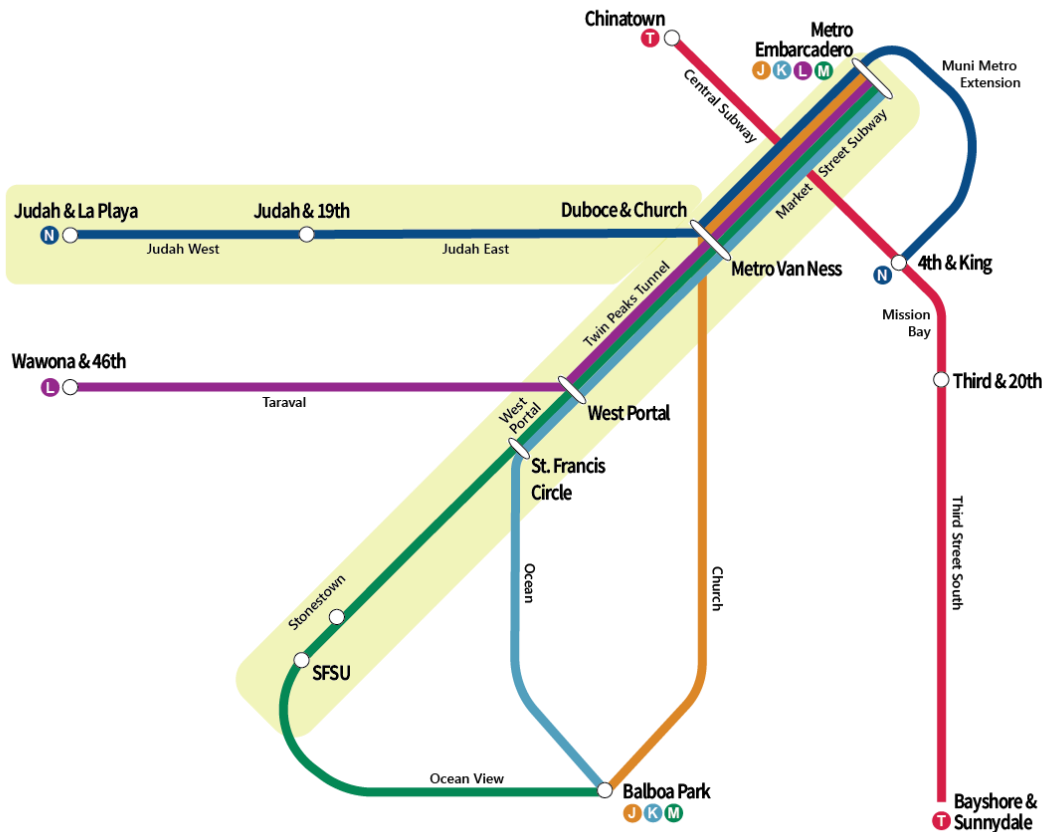 Chinatown
T
Metro
Embarcadero
J K L M
Muni Metro
Extension
Central Subway
Market Street Subway
Judah & La Playa
N
Judah & 19th
Duboce & Church
Judah West
Judah East
Metro Van Ness
4th & King
N
Twin Peaks Tunnel
Mission
Bay
Wawona & 46th
L
Taraval
Third & 20th
West
Portal
West Portal
St. Francis
Circle
Third Street South
Ocean
Church
Stonestown
SFSU
Ocean View
Balboa Park
J K M
Bayshore &
T Sunnydale